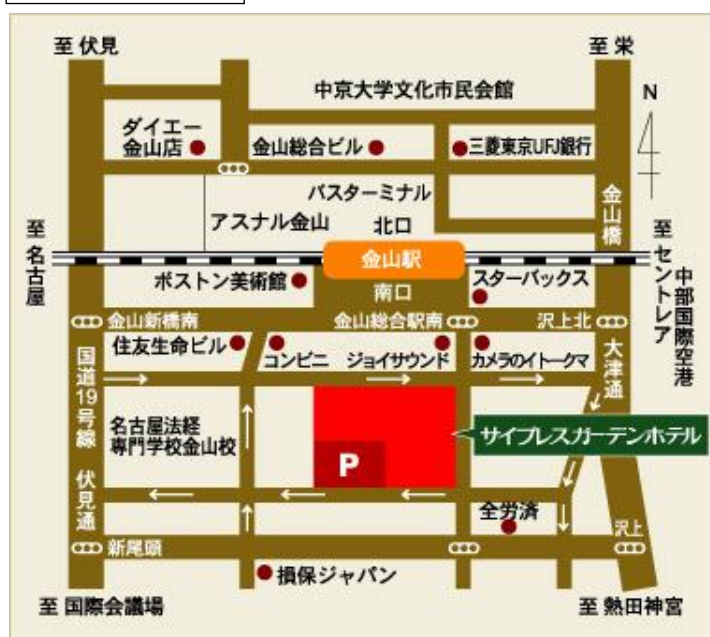 至 伏見
至 栄
中京大学文化市民会館
N
ダイエー
金山店
金山総合ビル
三菱東京UFJ銀行
バスターミナル
アスナル金山
北口
金山橋
至 名古屋
金山駅
至 セントレア
中部国際空港
ボストン美術館
南口
スターバックス
金山新橋南
金山総合駅南
沢上北
住友生命ビル
コンビニ
ジョイサウンド
カメラのイトークマ
国道19号線 伏見通
大津通
名古屋法経
専門学校金山校
サイプレスガーデンホテル
P
全労済
新尾頭
沢上
損保ジャパン
至 国際会議場
至 熱田神宮